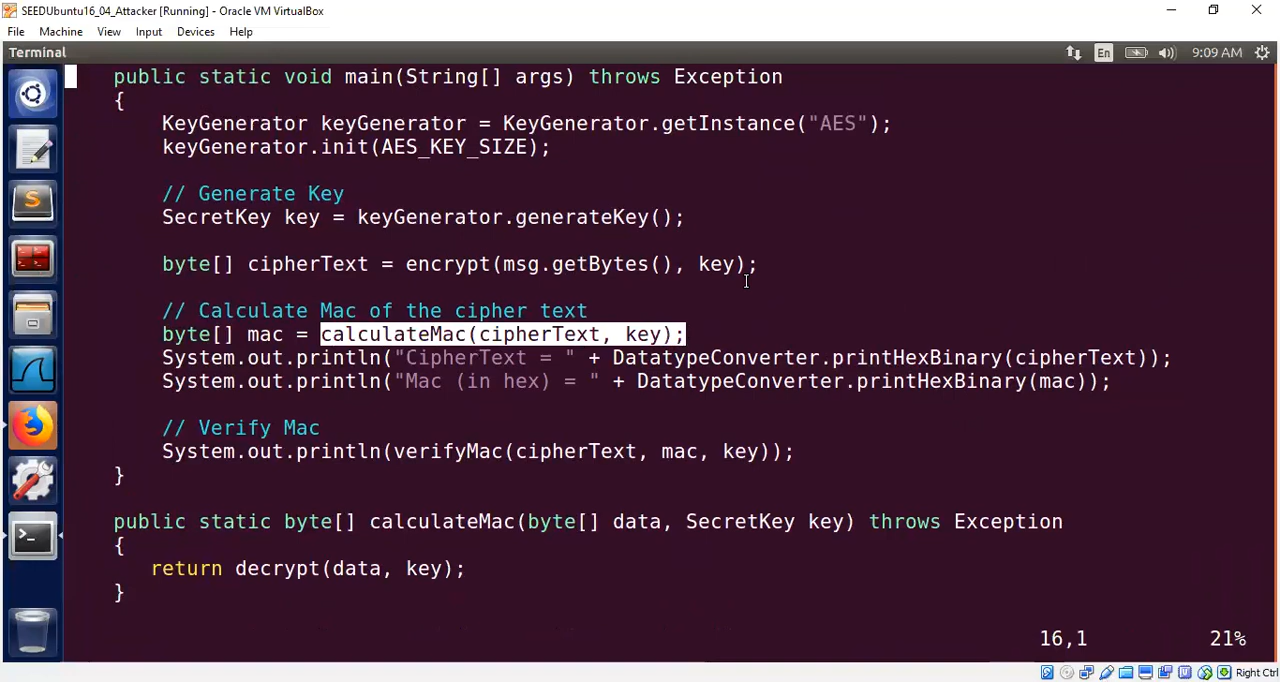 SEEDUbuntu16_04_Attacker [Running] - Oracle VM VirtualBox
File Machine View Input Devices Help
Terminal En 9:09 AM
public static void main(String[] args) throws Exception
{
KeyGenerator keyGenerator = KeyGenerator.getInstance("AES");
keyGenerator.init(AES_KEY_SIZE);
// Generate Key
SecretKey key = keyGenerator.generateKey();
byte[] cipherText = encrypt(msg.getBytes(), key);
// Calculate Mac of the cipher text
byte[] mac = calculateMac(cipherText, key);
System.out.println("CipherText = " + DatatypeConverter.printHexBinary(cipherText));
System.out.println("Mac (in hex) = " + DatatypeConverter.printHexBinary(mac));
// Verify Mac
System.out.println(verifyMac(cipherText, mac, key));
}
public static byte[] calculateMac(byte[] data, SecretKey key) throws Exception
{
return decrypt(data, key);
}
16,1 21%
Right Ctrl